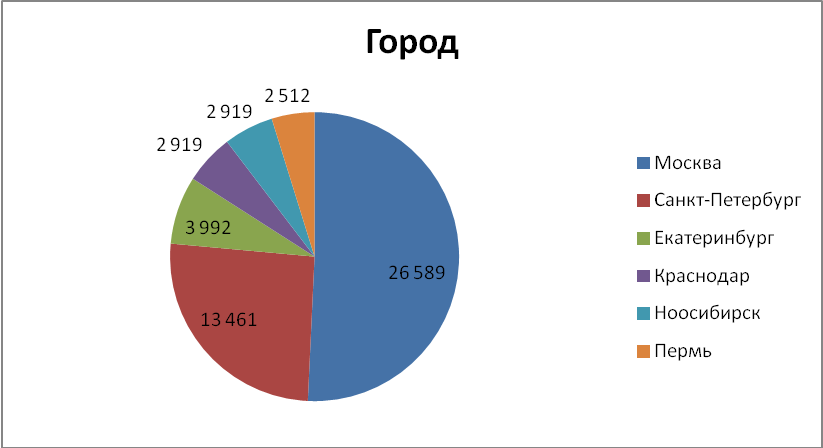 Город
2 512
2 919
2 919
3 992
13 461
26 589
Москва
Санкт-Петербург
Екатеринбург
Краснодар
Ноосибирск
Пермь